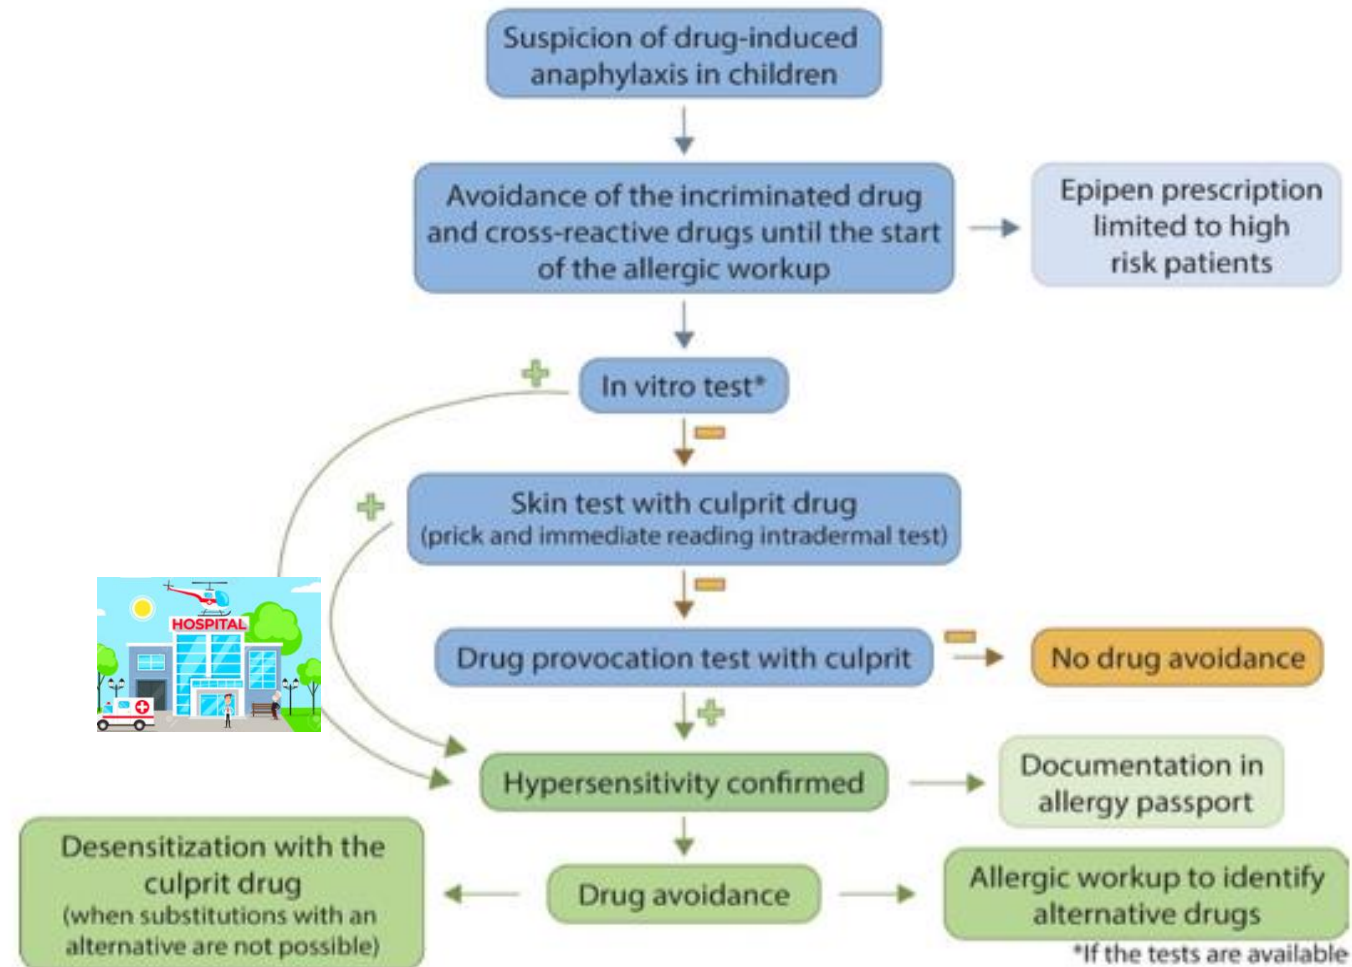 Suspicion of drug-induced
anaphylaxis in children
Avoidance of the incriminated drug
and cross-reactive drugs until the start
of the allergic workup
Epipen prescription
limited to high
risk patients
In vitro test*
Skin test with culprit drug
(prick and immediate reading intradermal test)
Drug provocation test with culprit
No drug avoidance
HOSPITAL
Hypersensitivity confirmed
Documentation in
allergy passport
Desensitization with the
culprit drug
(when substitutions with an
alternative are not possible)
Drug avoidance
Allergic workup to identify
alternative drugs
*If the tests are available